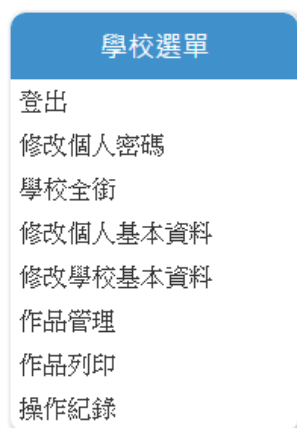 學校選單
登出
修改個人密碼
學校全銜
修改個人基本資料
修改學校基本資料
作品管理
作品列印
操作紀錄